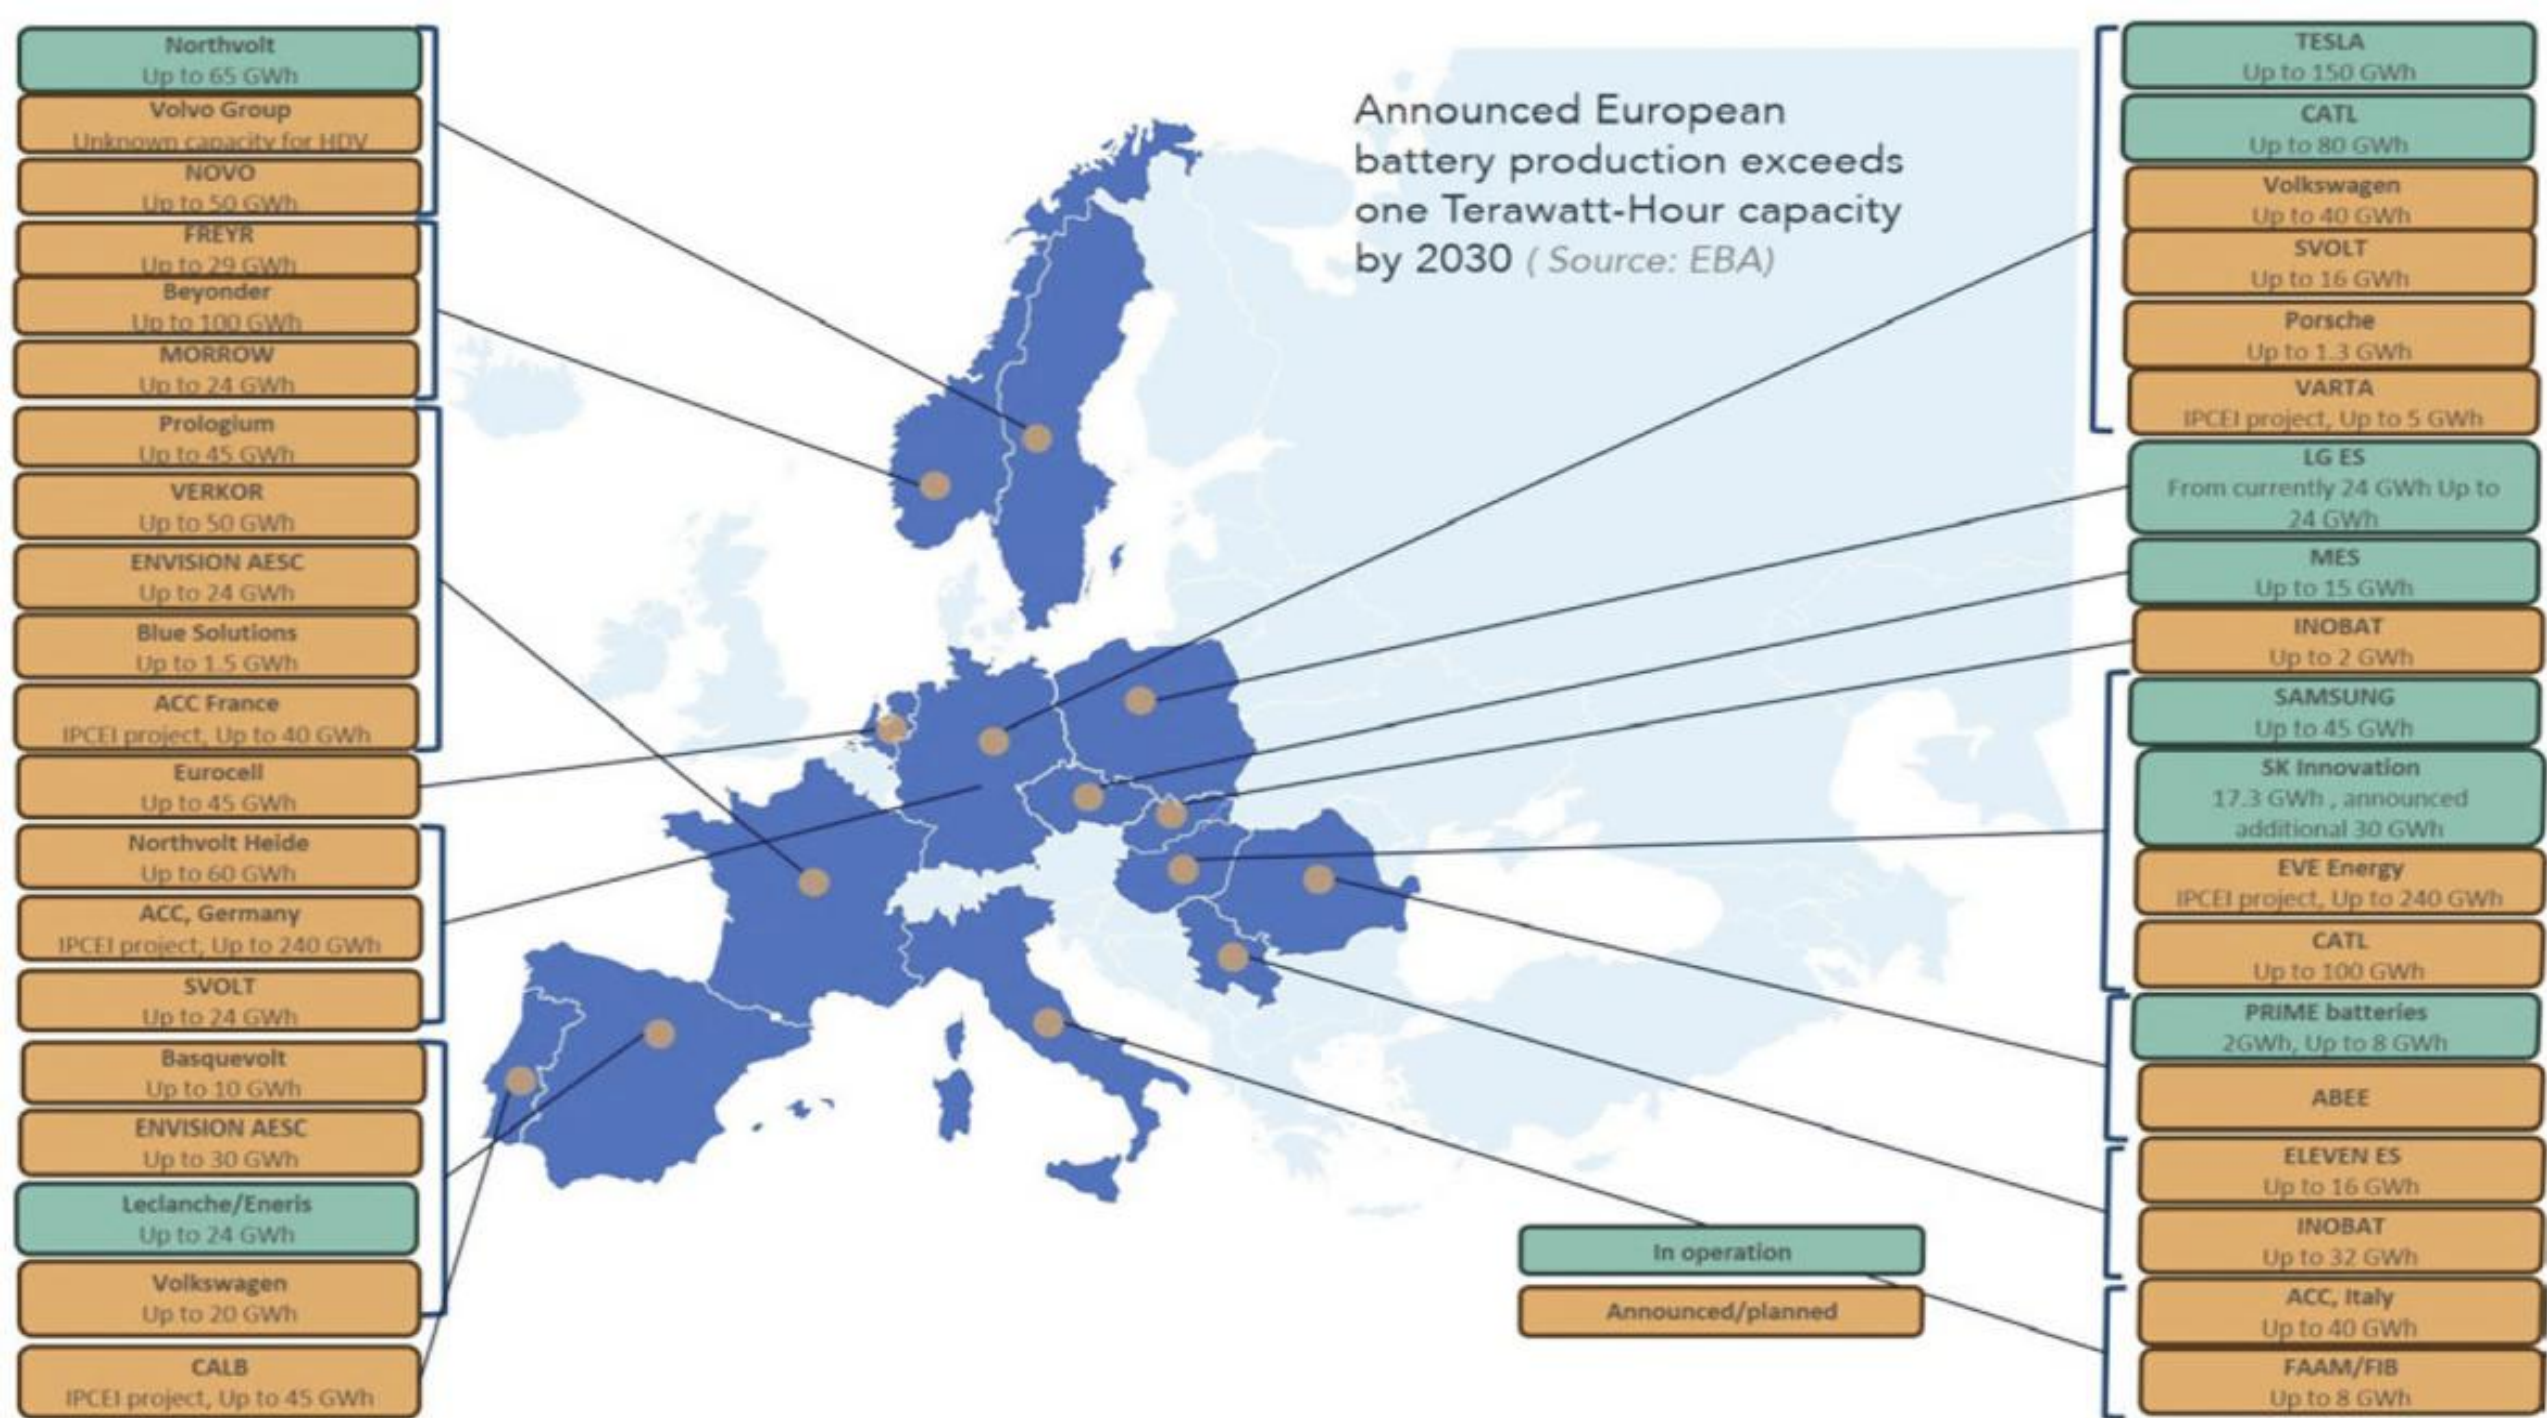 Northvolt
Up to 65 GWh
Volvo Group
Unknown capacity for HDV
NOVO
Up to 50 GWh
FREYR
Up to 29 GWh
Beyonder
Up to 100 GWh
MORROW
Up to 24 GWh
Prologium
Up to 45 GWh
VERKOR
Up to 50 GWh
ENVISION AESC
Up to 24 GWh
Blue Solutions
Up to 1.5 GWh
ACC France
IPCEI project, Up to 40 GWh
Eurocell
Up to 45 GWh
Northvolt Heide
Up to 60 GWh
ACC, Germany
IPCEI project, Up to 240 GWh
SVOLT
Up to 24 GWh
Basquevolt
Up to 10 GWh
ENVISION AESC
Up to 30 GWh
Leclanche/Eneris
Up to 24 GWh
Volkswagen
Up to 20 GWh
CALB
IPCEI project, Up to 45 GWh
Announced European
battery production exceeds
one Terawatt-Hour capacity
by 2030 ( Source: EBA)
TESLA
Up to 150 GWh
CATL
Up to 80 GWh
Volkswagen
Up to 40 GWh
SVOLT
Up to 16 GWh
Porsche
Up to 1.3 GWh
VARTA
IPCEI project, Up to 5 GWh
LG ES
From currently 24 GWh Up to
24 GWh
MES
Up to 15 GWh
INOBAT
Up to 2 GWh
SAMSUNG
Up to 45 GWh
SK Innovation
17.3 GWh , announced
additional 30 GWh
EVE Energy
IPCEI project, Up to 240 GWh
CATL
Up to 100 GWh
PRIME batteries
2GWh, Up to 8 GWh
ABEE
ELEVEN ES
Up to 16 GWh
INOBAT
Up to 32 GWh
ACC, Italy
Up to 40 GWh
FAAM/FIB
Up to 8 GWh
In operation
Announced/planned